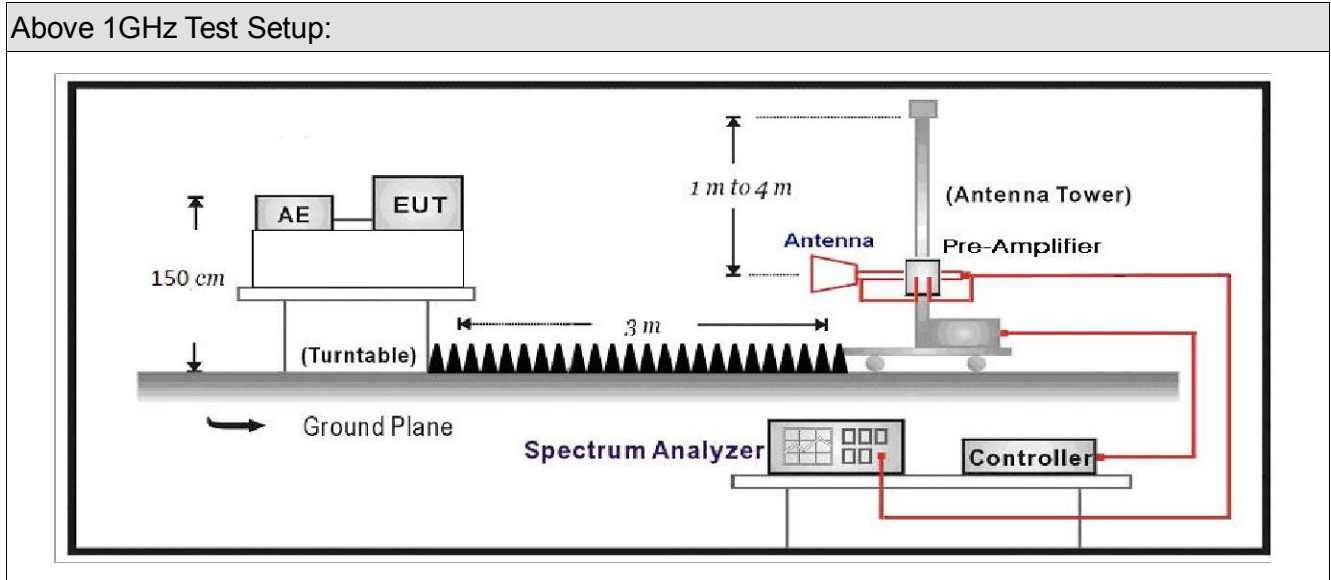 Above 1GHz Test Setup:
1 m to 4 m
(Antenna Tower)
AE
EUT
Antenna
Pre-Amplifier
150 cm
3 m
(Turntable)
Ground Plane
Spectrum Analyzer
Controller